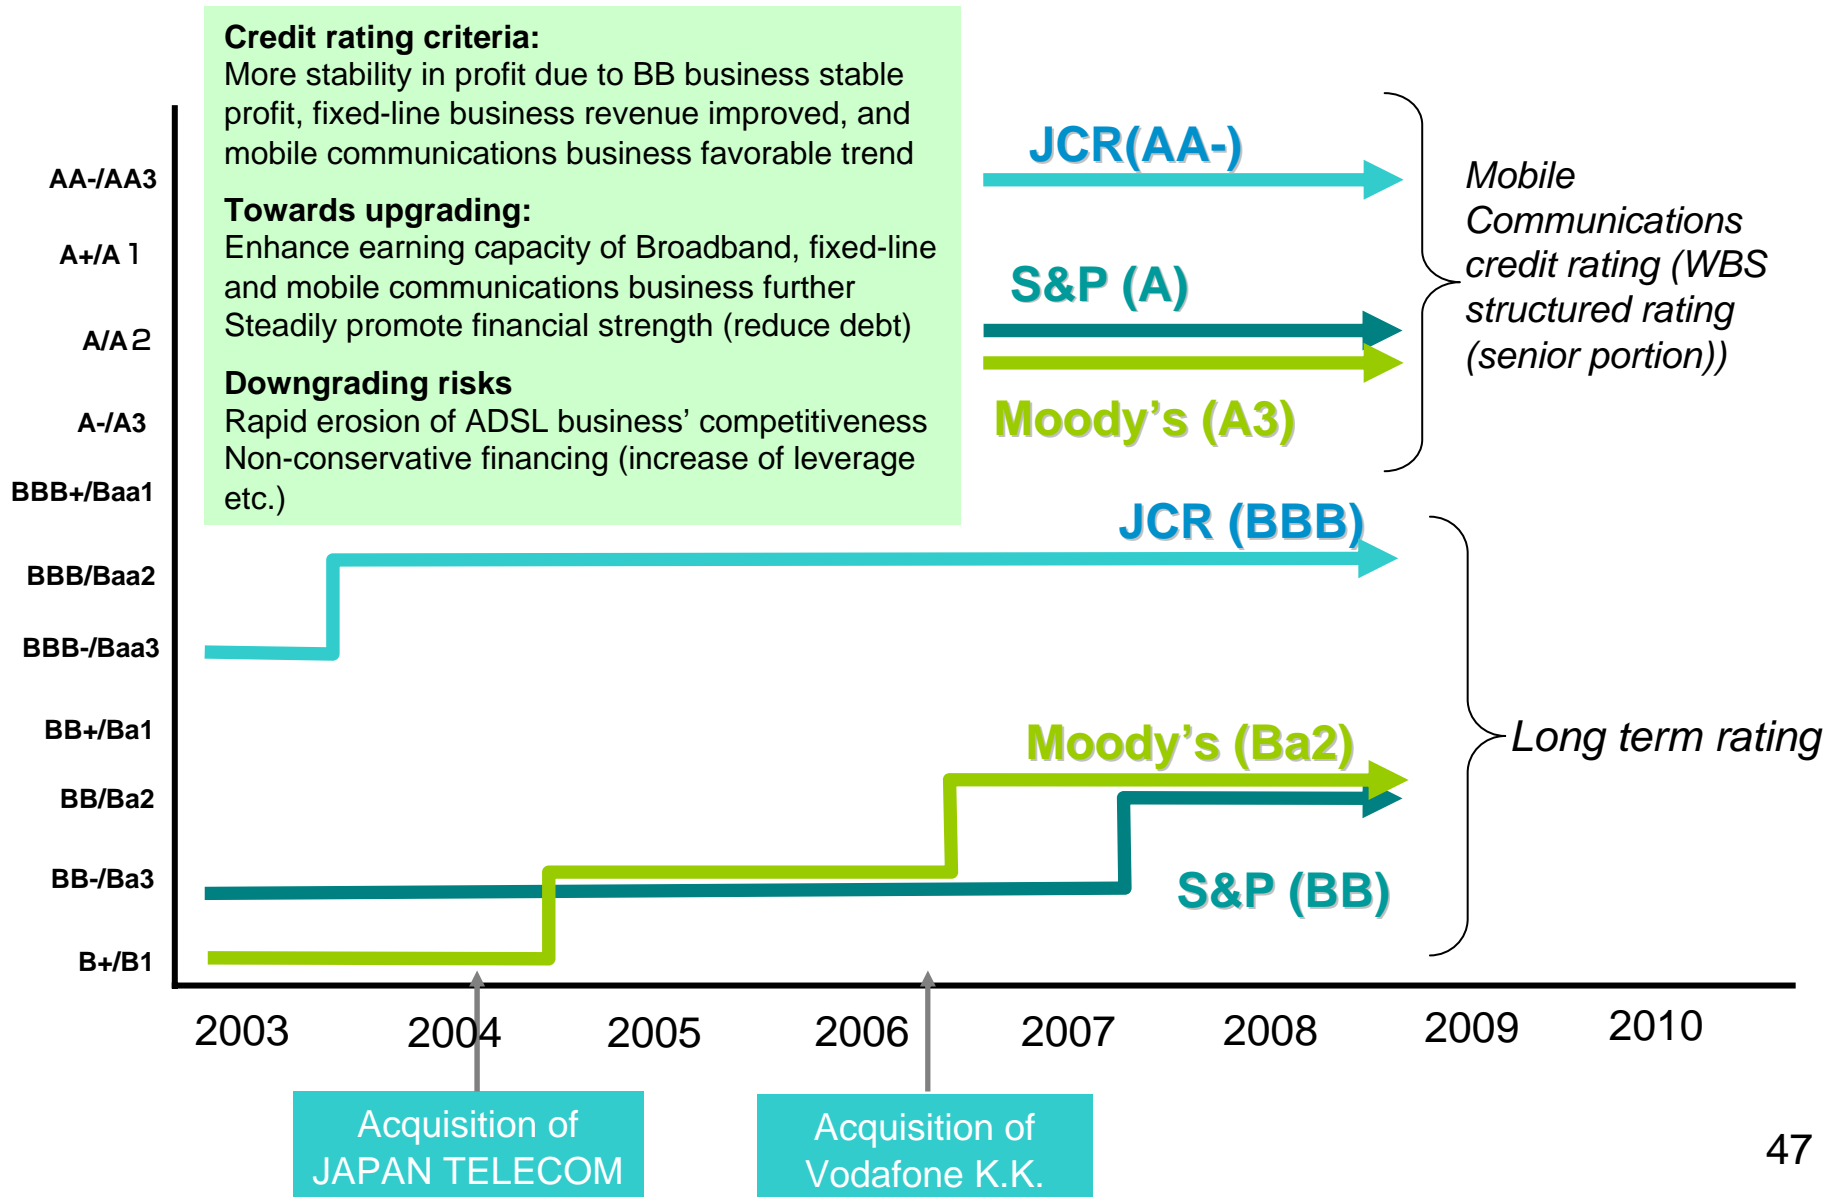 Credit rating criteria:
More stability in profit due to BB business stable
profit, fixed-line business revenue improved, and
mobile communications business favorable trend
Towards upgrading:
Enhance earning capacity of Broadband, fixed-line
and mobile communications business further
Steadily promote financial strength (reduce debt)
Downgrading risks
Rapid erosion of ADSL business’ competitiveness
Non-conservative financing (increase of leverage
etc.)
AA-/AA3
A+/A１
A/A２
A-/A3
BBB+/Baa1
BBB/Baa2
BBB-/Baa3
BB+/Ba1
BB/Ba2
BB-/Ba3
B+/B1
JCR(AA-)
S&P (A)
Moody’s (A3)
Mobile
Communications
credit rating (WBS
structured rating
(senior portion))
JCR (BBB)
Moody’s (Ba2)
S&P (BB)
Long term rating
2003
2004
2005
2006
2007
2008
2009
2010
Acquisition of
JAPAN TELECOM
Acquisition of
Vodafone K.K.
47